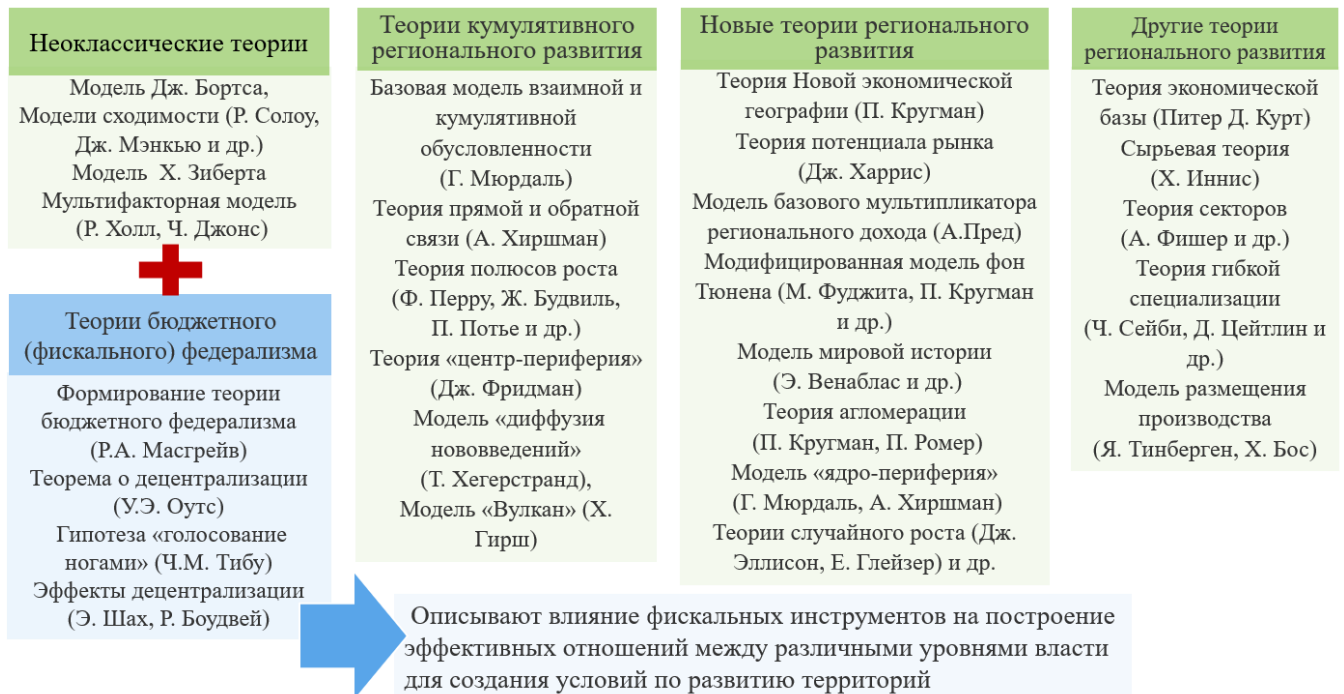 Неоклассические теории
Модель Дж. Бортса,
Модели сходимости (Р. Солоу,
Дж. Мэнкью и др.)
Модель Х. Зиберта
Мультифакторная модель
(Р. Холл, Ч. Джонс)
Теории бюджетного
(фискального) федерализма
Формирование теории
бюджетного федерализма
(Р.А. Масгрейв)
Теорема о децентрализации
(У.Э. Оутс)
Гипотеза «голосование
ногами» (Ч.М. Тибу)
Эффекты децентрализации
(Э. Шах, Р. Боудвей)
Теории кумулятивного
регионального развития
Базовая модель взаимной и
кумулятивной
обусловленности
(Г. Мюрдаль)
Теория прямой и обратной
связи (А. Хиршман)
Теория полюсов роста
(Ф. Перру, Ж. Будвиль,
П. Потье и др.)
Теория «центр-периферия»
(Дж. Фридман)
Модель «диффузия
нововведений»
(Т. Хегерстранд),
Модель «Вулкан» (Х.
Гирш)
Новые теории регионального
развития
Теория Новой экономической
географии (П. Кругман)
Теория потенциала рынка
(Дж. Харрис)
Модель базового мультипликатора
регионального дохода (А.Пред)
Модифицированная модель фон
Тюнена (М. Фуджита, П. Кругман
и др.)
Модель мировой истории
(Э. Венаблас и др.)
Теория агломерации
(П. Кругман, П. Ромер)
Модель «ядро-периферия»
(Г. Мюрдаль, А. Хиршман)
Теории случайного роста (Дж.
Эллисон, Е. Глейзер) и др.
Другие теории
регионального развития
Теория экономической
базы (Питер Д. Курт)
Сырьевая теория
(Х. Иннис)
Теория секторов
(А. Фишер и др.)
Теория гибкой
специализации
(Ч. Сейби, Д. Цейтлин и
др.)
Модель размещения
производства
(Я. Тинберген, Х. Бос)
Описывают влияние фискальных инструментов на построение
эффективных отношений между различными уровнями власти
для создания условий по развитию территорий